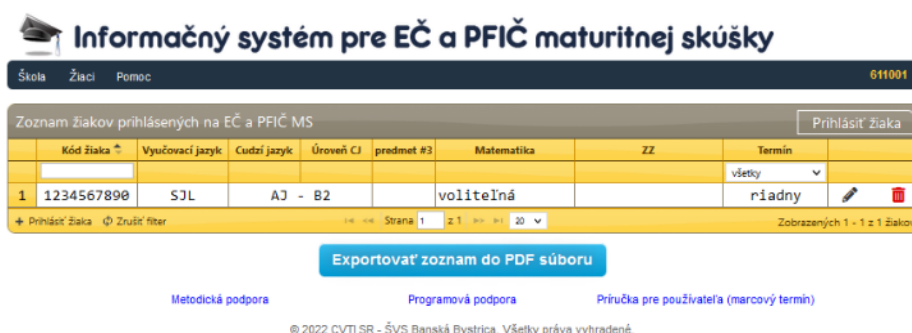 Informačný systém pre EČ a PFIČ maturitnej skúšky
Škola Žiaci Pomoc 611001
Zoznam žiakov prihlásených na EČ a PFIČ MS Prihlásiť žiaka
Kód žiaka Vyučovací jazyk Cudzí jazyk Úroveň CJ predmet #3 Matematika ZZ Termín
všetky
1 1234567890 SJL AJ - B2 voliteľná riadny
+ Prihlásiť žiaka Zrušiť filter Strana 1 z 1 20 Zobrazených 1 - 1 z 1 žiakov
Exportovať zoznam do PDF súboru
Metodická podpora Programová podpora Príručka pre používateľa (marcový termín)
© 2022 CVTI SR - ŠVS Banská Bystrica. Všetky práva vyhradené.